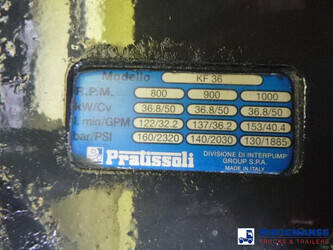 Modello KF 36
R.P.M. 800 900 1000
kW/Cv 36.8/50 36.8/50 36.8/50
l. min/GPM 122/32.2 137/36.2 153/40.4
bar/PSI 160/2320 140/2030 130/1885
Pratissoli
DIVISIONE DI INTERPUMP
GROUP S.P.A.
MADE IN ITALY
TRUCKS & TRAILERS